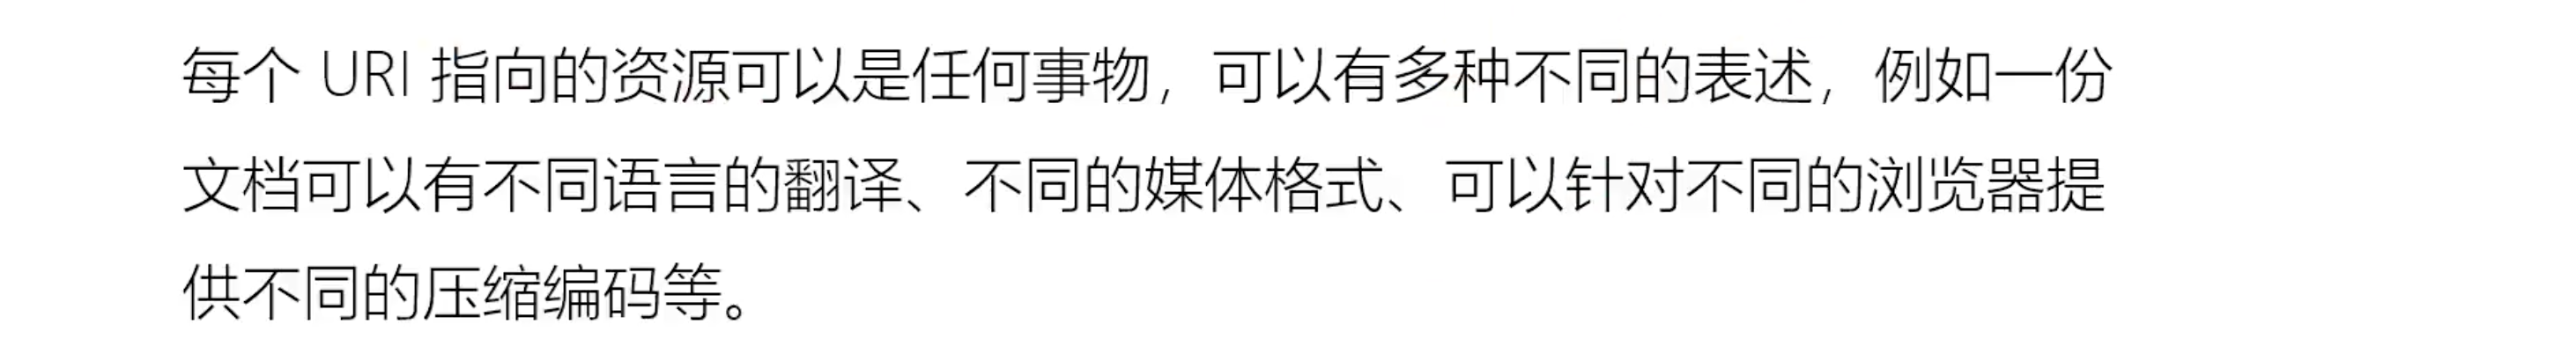 每个 URI 指向的资源可以是任何事物，可以有多种不同的表述，例如一份
文档可以有不同语言的翻译、不同的媒体格式、可以针对不同的浏览器提
供不同的压缩编码等。